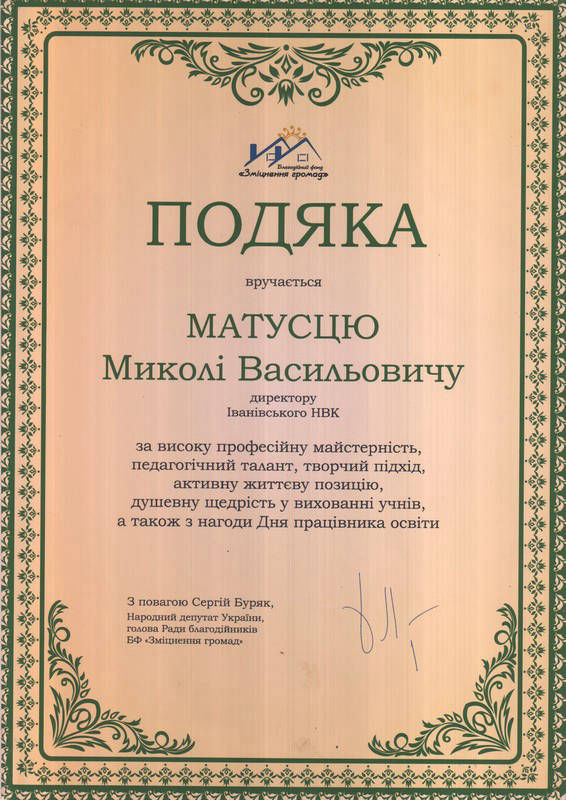 Благодійний фонд
«Зміцнення громад»
ПОДЯКА
вручається
МАТУСЦЮ
Миколі Васильовичу
директору
Іванівського НВК
за високу професійну майстерність,
педагогічний талант, творчий підхід,
активну життєву позицію,
душевну щедрість у вихованні учнів,
а також з нагоди Дня працівника освіти
З повагою Сергій Буряк,
Народний депутат України,
голова Ради благодійників
БФ «Зміцнення громад»